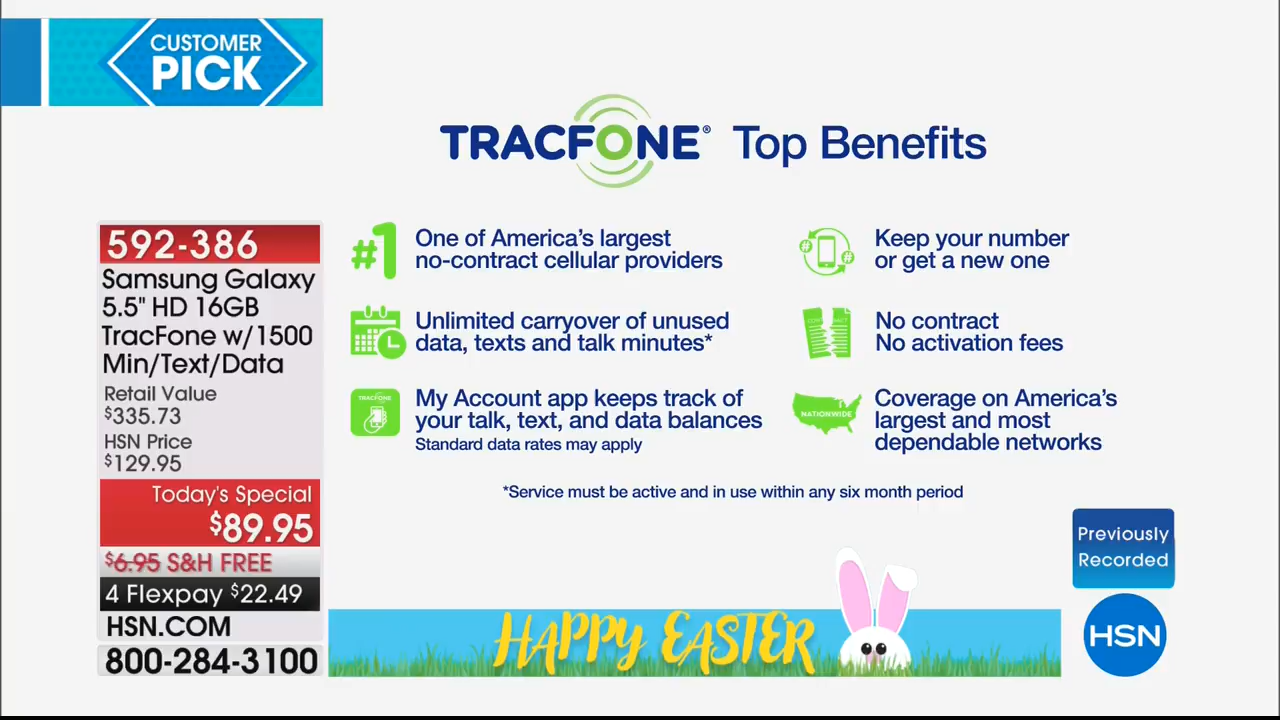 CUSTOMER
PICK
TRACFONE® Top Benefits
592-386
Samsung Galaxy
5.5" HD 16GB
TracFone w/1500
Min/Text/Data
Retail Value
$335.73
HSN Price
$129.95
Today's Special
$89.95
$6.95 S&H FREE
4 Flexpay $22.49
HSN.COM
800-284-3100
#1
One of America's largest
no-contract cellular providers
Unlimited carryover of unused
data, texts and talk minutes*
TRACFONE
My Account app keeps track of
your talk, text, and data balances
Standard data rates may apply
# #
Keep your number
or get a new one
No contract
No activation fees
NATIONWIDE
Coverage on America's
largest and most
dependable networks
*Service must be active and in use within any six month period
Previously
Recorded
HAPPY EASTER
HSN